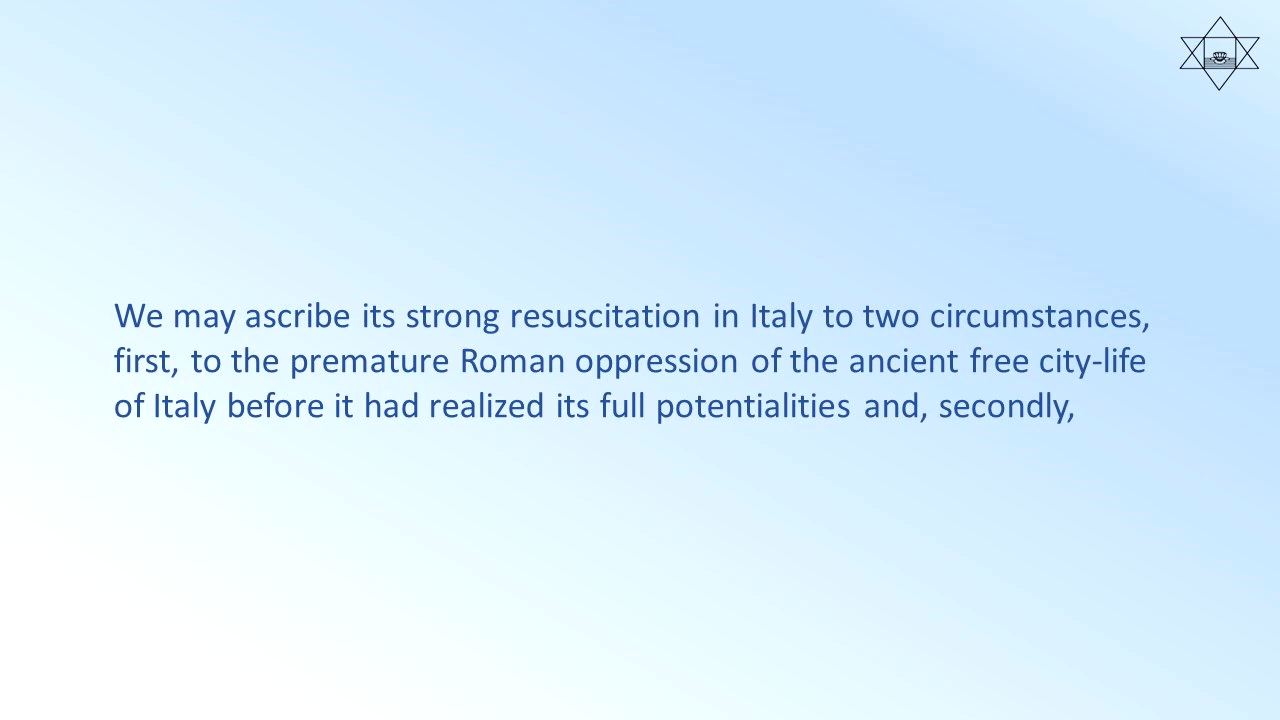 We may ascribe its strong resuscitation in Italy to two circumstances,
first, to the premature Roman oppression of the ancient free city-life
of Italy before it had realized its full potentialities and, secondly,